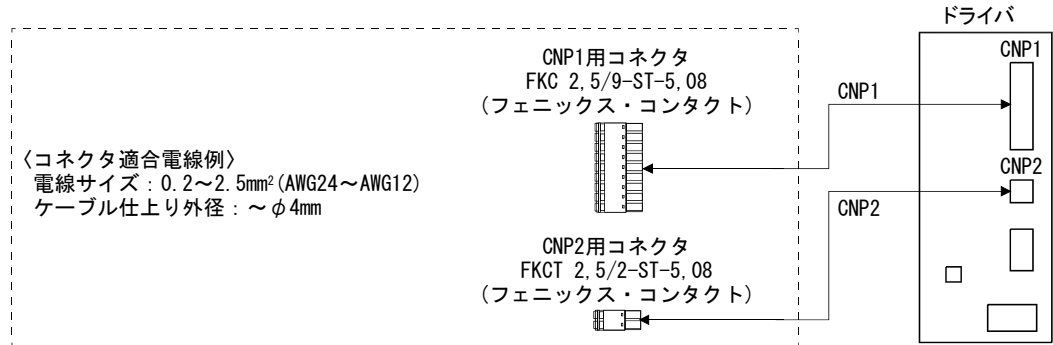 ドライバ
CNP1用コネクタ
FKC 2,5/9-ST-5,08
(フェニックス・コンタクト)
CNP1
CNP1
〈コネクタ適合電線例〉
電線サイズ：0.2～2.5mm²(AWG24～AWG12)
ケーブル仕上り外径：～φ4mm
CNP2
CNP2
CNP2用コネクタ
FKCT 2,5/2-ST-5,08
(フェニックス・コンタクト)